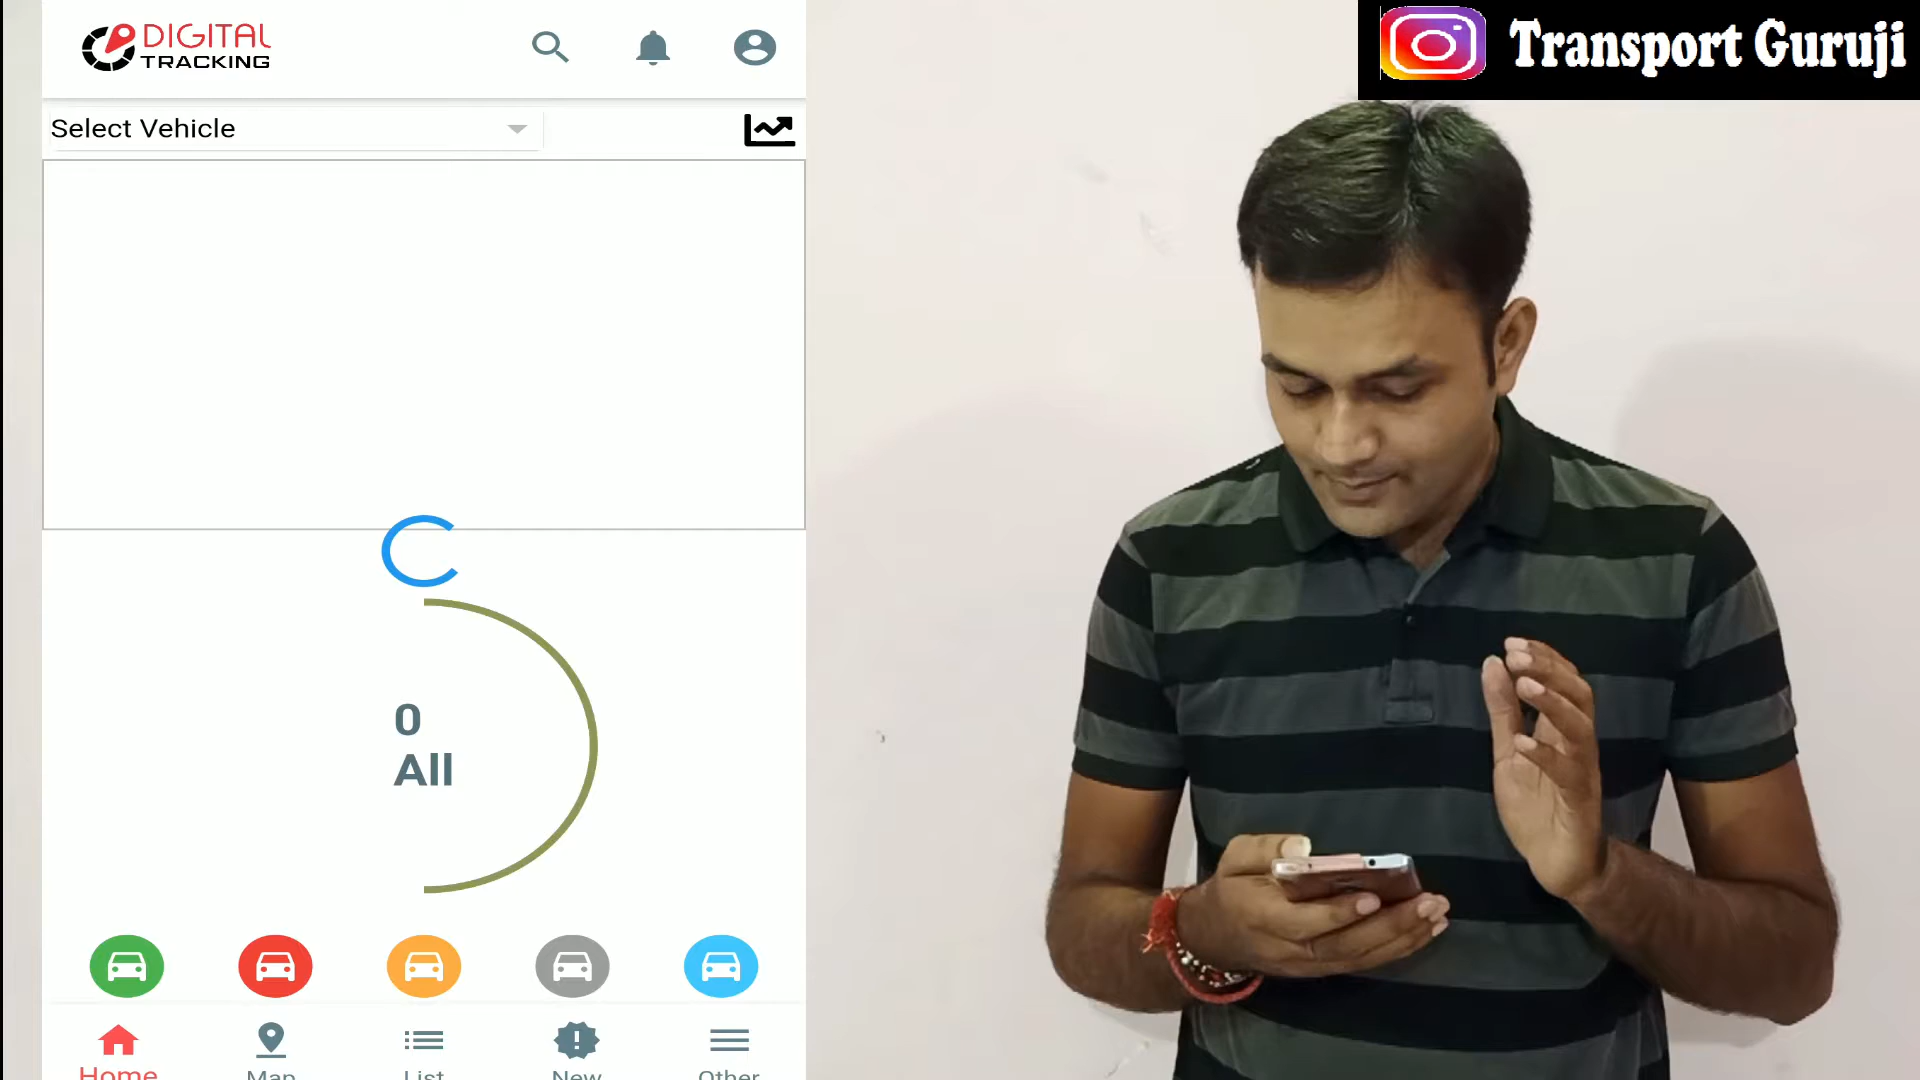 DIGITAL
TRACKING
Transport Guruji
Select Vehicle
0
All
Home
Map
List
New
Other